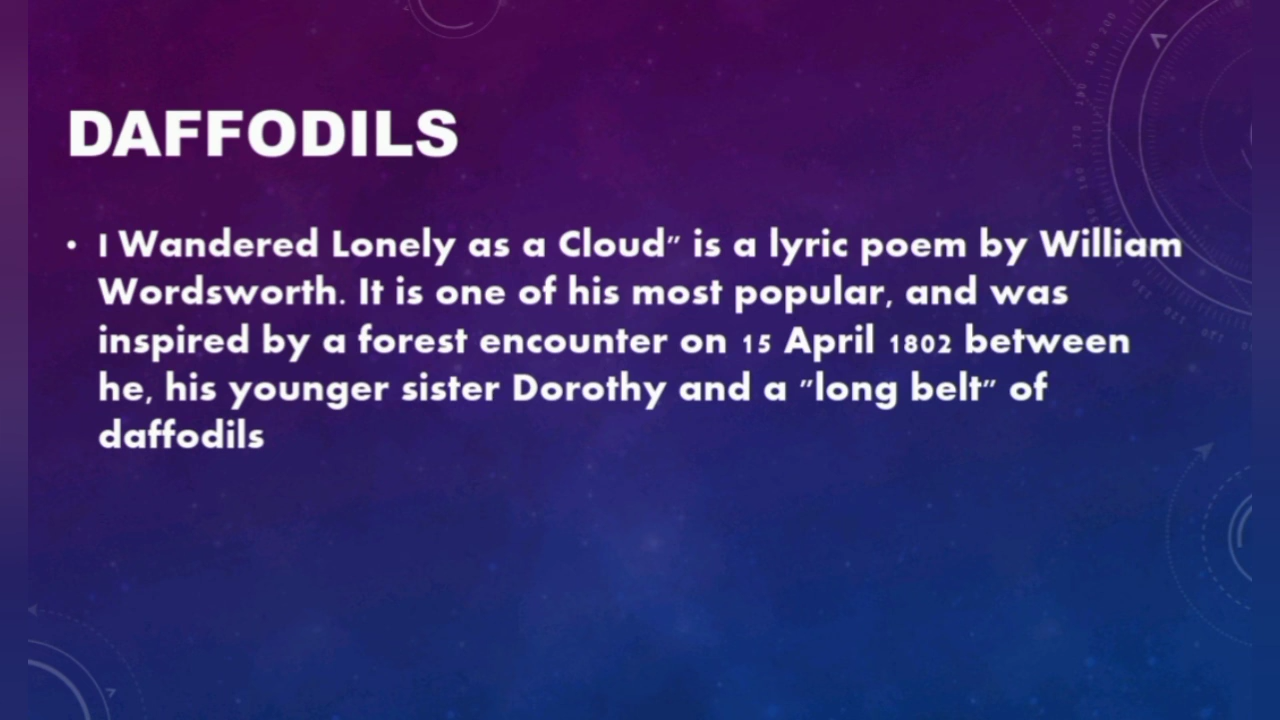 DAFFODILS
• I Wandered Lonely as a Cloud" is a lyric poem by William
Wordsworth. It is one of his most popular, and was
inspired by a forest encounter on 15 April 1802 between
he, his younger sister Dorothy and a "long belt" of
daffodils